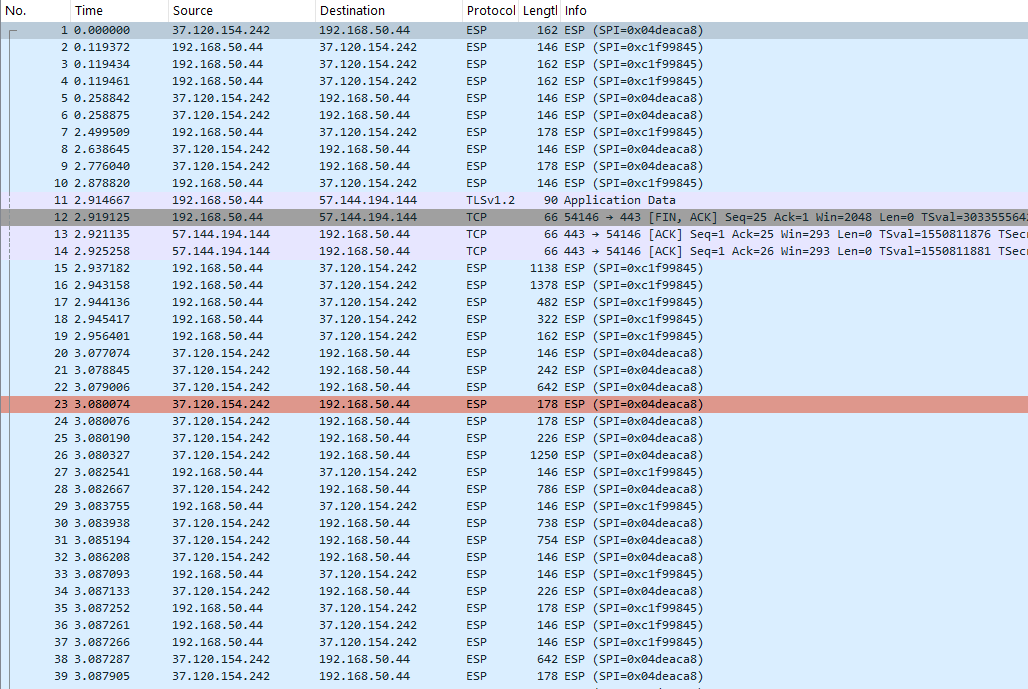 No. Time Source Destination Protocol Lengtl Info
1 0.000000 37.120.154.242 192.168.50.44 ESP 162 ESP (SPI=0x04deaca8)
2 0.119372 192.168.50.44 37.120.154.242 ESP 146 ESP (SPI=0xc1f99845)
3 0.119434 192.168.50.44 37.120.154.242 ESP 162 ESP (SPI=0xc1f99845)
4 0.119461 192.168.50.44 37.120.154.242 ESP 162 ESP (SPI=0xc1f99845)
5 0.258842 37.120.154.242 192.168.50.44 ESP 146 ESP (SPI=0x04deaca8)
6 0.258875 37.120.154.242 192.168.50.44 ESP 146 ESP (SPI=0x04deaca8)
7 2.499509 192.168.50.44 37.120.154.242 ESP 178 ESP (SPI=0xc1f99845)
8 2.638645 37.120.154.242 192.168.50.44 ESP 146 ESP (SPI=0x04deaca8)
9 2.776040 37.120.154.242 192.168.50.44 ESP 178 ESP (SPI=0x04deaca8)
10 2.878820 192.168.50.44 37.120.154.242 ESP 146 ESP (SPI=0xc1f99845)
11 2.914667 192.168.50.44 57.144.194.144 TLSv1.2 90 Application Data
12 2.919125 192.168.50.44 57.144.194.144 TCP 66 54146 → 443 [FIN, ACK] Seq=25 Ack=1 Win=2048 Len=0 TSval=303355564
13 2.921135 57.144.194.144 192.168.50.44 TCP 66 443 → 54146 [ACK] Seq=1 Ack=25 Win=293 Len=0 TSval=1550811876 TSecr
14 2.925258 57.144.194.144 192.168.50.44 TCP 66 443 → 54146 [ACK] Seq=1 Ack=26 Win=293 Len=0 TSval=1550811881 TSecr
15 2.937182 192.168.50.44 37.120.154.242 ESP 1138 ESP (SPI=0xc1f99845)
16 2.943158 192.168.50.44 37.120.154.242 ESP 1378 ESP (SPI=0xc1f99845)
17 2.944136 192.168.50.44 37.120.154.242 ESP 482 ESP (SPI=0xc1f99845)
18 2.945417 192.168.50.44 37.120.154.242 ESP 322 ESP (SPI=0xc1f99845)
19 2.956401 192.168.50.44 37.120.154.242 ESP 162 ESP (SPI=0xc1f99845)
20 3.077074 37.120.154.242 192.168.50.44 ESP 146 ESP (SPI=0x04deaca8)
21 3.078845 37.120.154.242 192.168.50.44 ESP 242 ESP (SPI=0x04deaca8)
22 3.079006 37.120.154.242 192.168.50.44 ESP 642 ESP (SPI=0x04deaca8)
23 3.080074 37.120.154.242 192.168.50.44 ESP 178 ESP (SPI=0x04deaca8)
24 3.080076 37.120.154.242 192.168.50.44 ESP 178 ESP (SPI=0x04deaca8)
25 3.080190 37.120.154.242 192.168.50.44 ESP 226 ESP (SPI=0x04deaca8)
26 3.080327 37.120.154.242 192.168.50.44 ESP 1250 ESP (SPI=0x04deaca8)
27 3.082541 192.168.50.44 37.120.154.242 ESP 146 ESP (SPI=0xc1f99845)
28 3.082667 37.120.154.242 192.168.50.44 ESP 786 ESP (SPI=0x04deaca8)
29 3.083755 192.168.50.44 37.120.154.242 ESP 146 ESP (SPI=0xc1f99845)
30 3.083938 37.120.154.242 192.168.50.44 ESP 738 ESP (SPI=0x04deaca8)
31 3.085194 37.120.154.242 192.168.50.44 ESP 754 ESP (SPI=0x04deaca8)
32 3.086208 192.168.50.44 37.120.154.242 ESP 146 ESP (SPI=0xc1f99845)
33 3.087093 192.168.50.44 37.120.154.242 ESP 146 ESP (SPI=0xc1f99845)
34 3.087133 37.120.154.242 192.168.50.44 ESP 226 ESP (SPI=0x04deaca8)
35 3.087252 192.168.50.44 37.120.154.242 ESP 178 ESP (SPI=0xc1f99845)
36 3.087261 192.168.50.44 37.120.154.242 ESP 146 ESP (SPI=0xc1f99845)
37 3.087266 192.168.50.44 37.120.154.242 ESP 146 ESP (SPI=0xc1f99845)
38 3.087287 37.120.154.242 192.168.50.44 ESP 642 ESP (SPI=0x04deaca8)
39 3.087905 37.120.154.242 192.168.50.44 ESP 178 ESP (SPI=0x04deaca8)